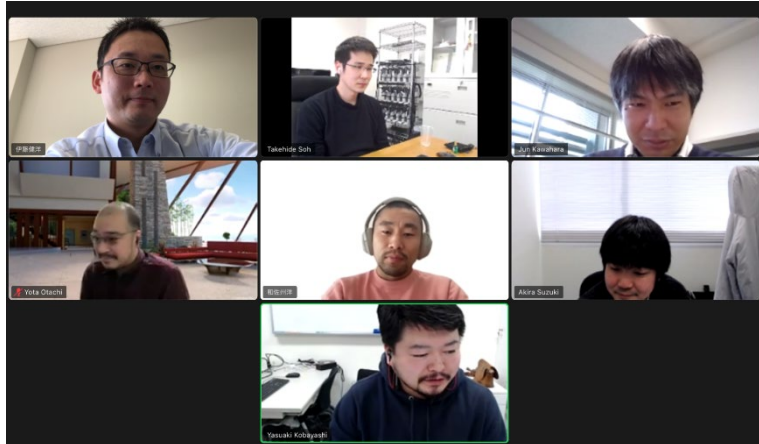 伊藤健洋
Takehide Soh
Jun Kawahara
Yota Otachi
和佐州洋
Akira Suzuki
Yasuaki Kobayashi